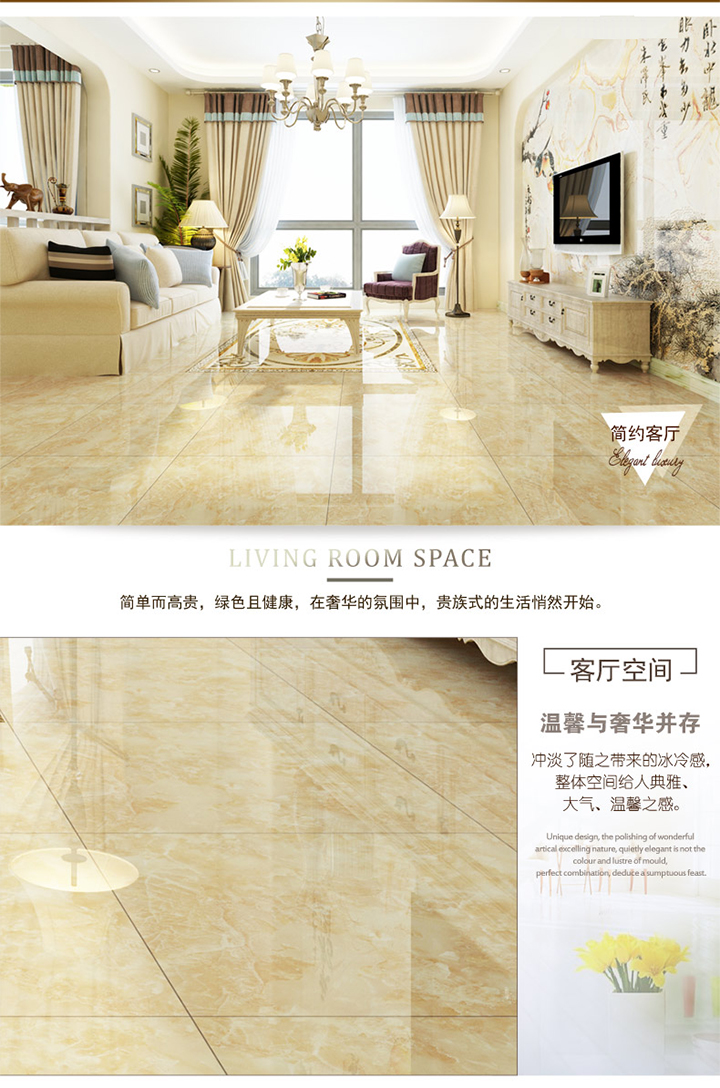 简约客厅
Elegant luxury
LIVING ROOM SPACE
简单而高贵，绿色且健康，在奢华的氛围中，贵族式的生活悄然开始。
客厅空间
温馨与奢华并存
冲淡了随之带来的冰冷感，
整体空间给人典雅、
大气、温馨之感。
Unique design, the polishing of wonderful
artical excelling nature, quietly elegant is not the
colour and lustre of mould,
perfect combination, deduce a sumptuous feast.